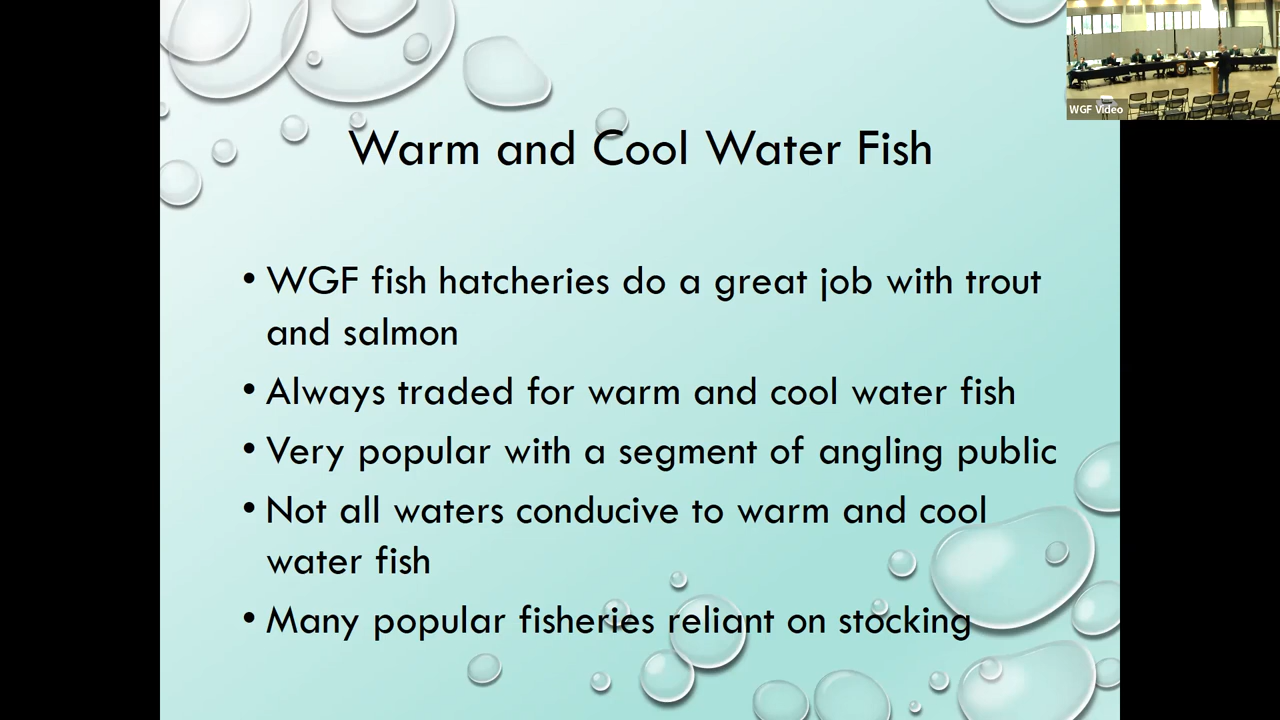 WGF Video
Warm and Cool Water Fish
• WGF fish hatcheries do a great job with trout
and salmon
• Always traded for warm and cool water fish
• Very popular with a segment of angling public
• Not all waters conducive to warm and cool
water fish
• Many popular fisheries reliant on stocking